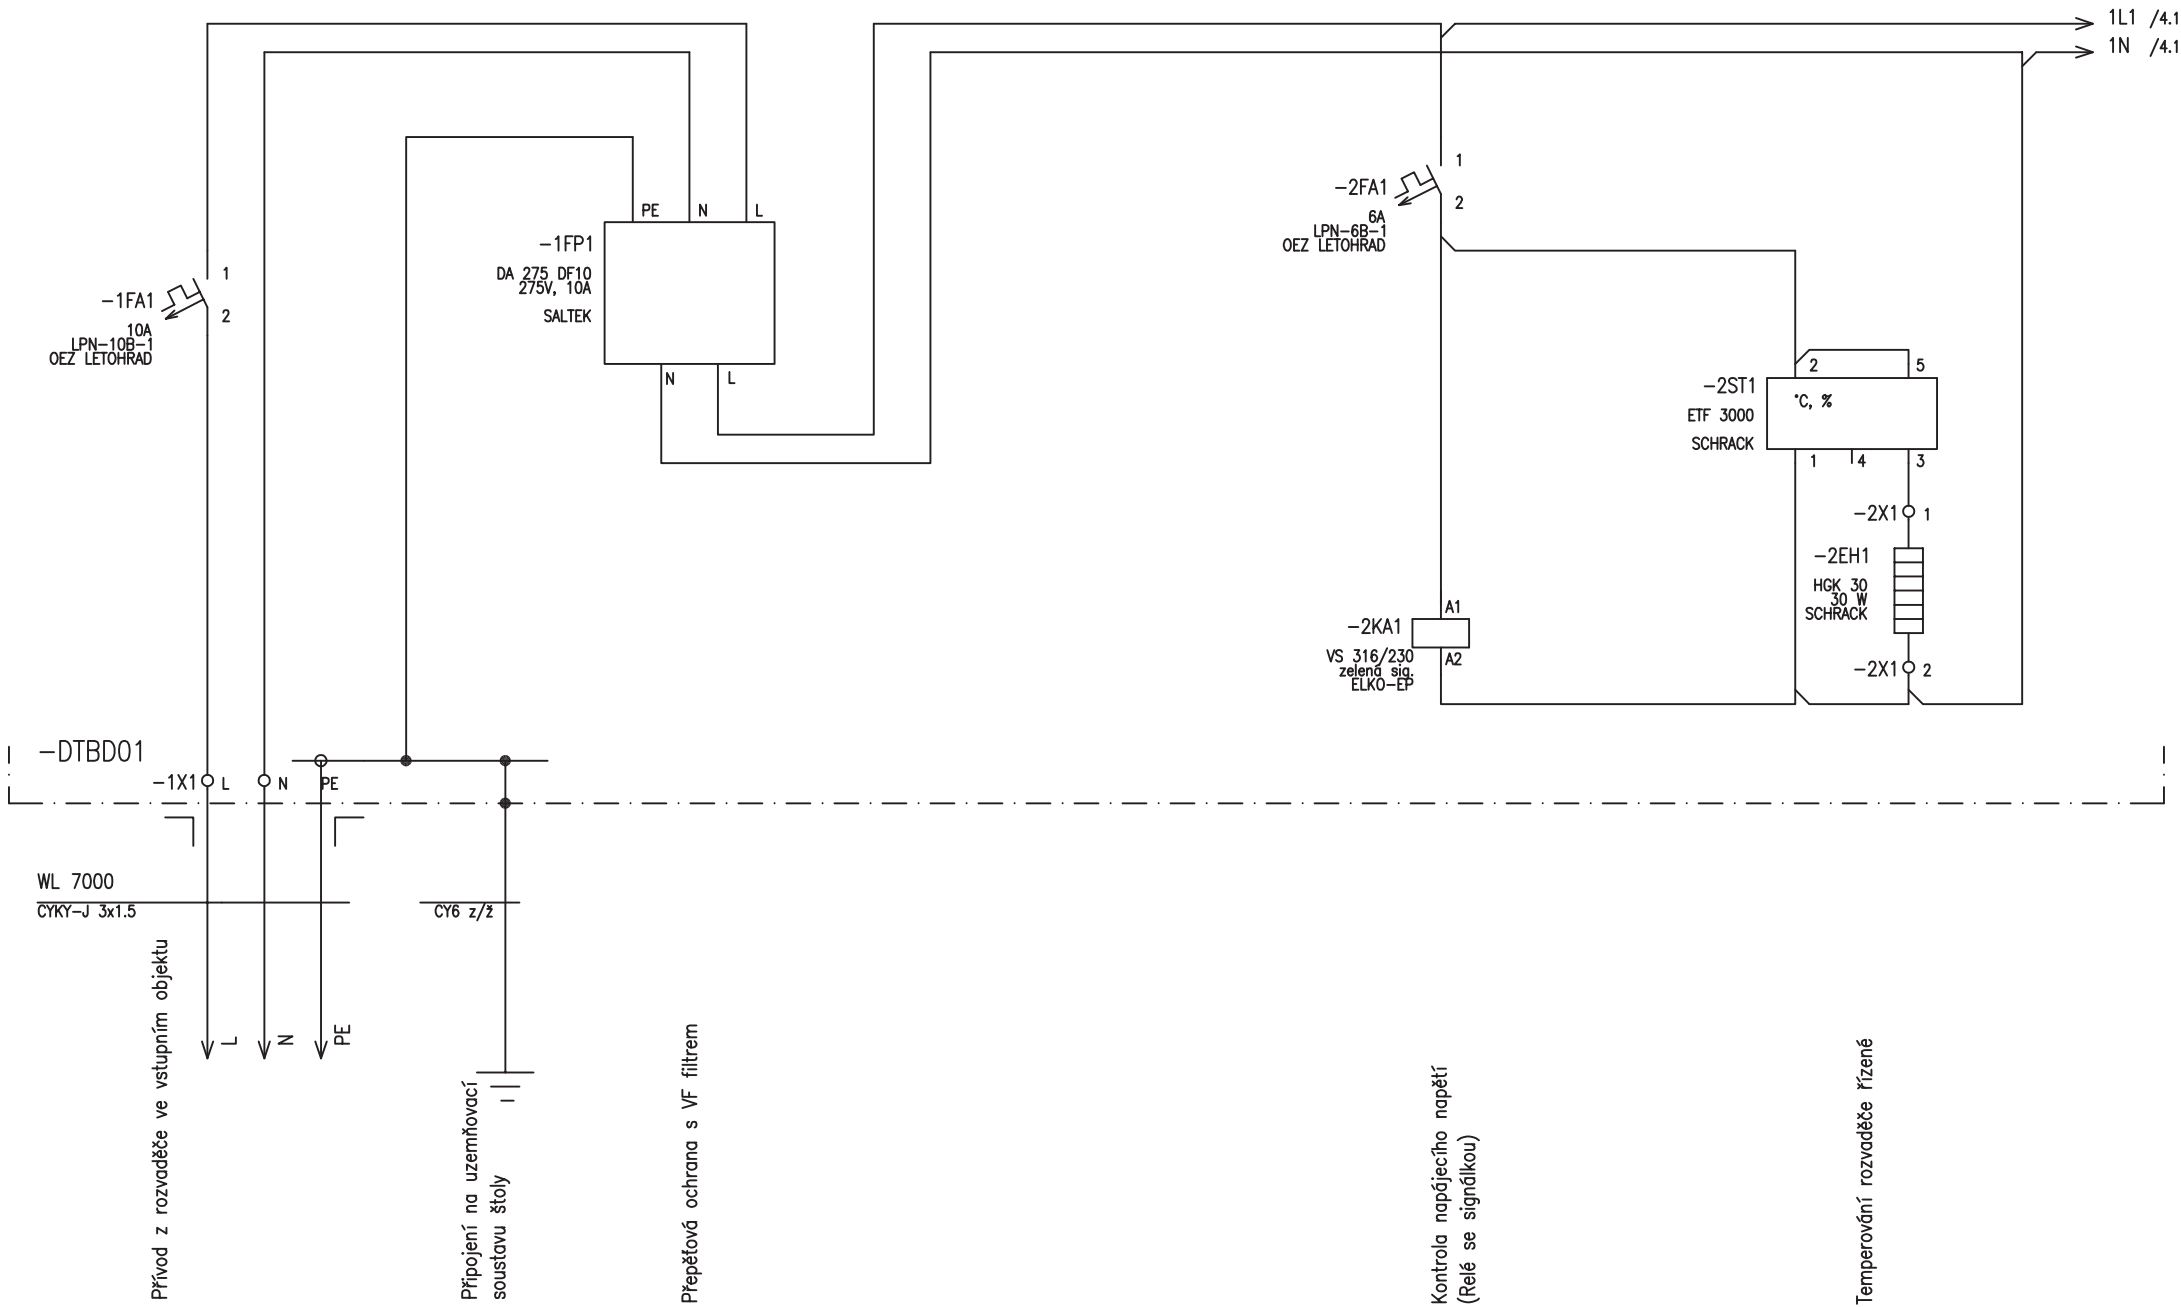 1L1 /4.1
1N /4.1
1
-2FA1
2
6A
LPN-6B-1
OEZ LETOHRAD
PE N L
-1FP1
DA 275 DF10
275V, 10A
SALTEK
N L
1
-1FA1
2
10A
LPN-10B-1
OEZ LETOHRAD
2 5
-2ST1
°C, %
ETF 3000
SCHRACK
1 4 3
-2X1 1
-2EH1
HGK 30
30 W
SCHRACK
-2X1 2
A1
-2KA1
A2
VS 316/230
zelená sig.
ELKO-EP
-DTBD01
-1X1 L N PE
WL 7000
CYKY-J 3x1.5
CY6 z/ž
L
N
PE
Přívod z rozvaděče ve vstupním objektu
Připojení na uzemňovací
soustavu štoly
Přepěťová ochrana s VF filtrem
Kontrola napájecího napětí
(Relé se signálkou)
Temperování rozvaděče řízené